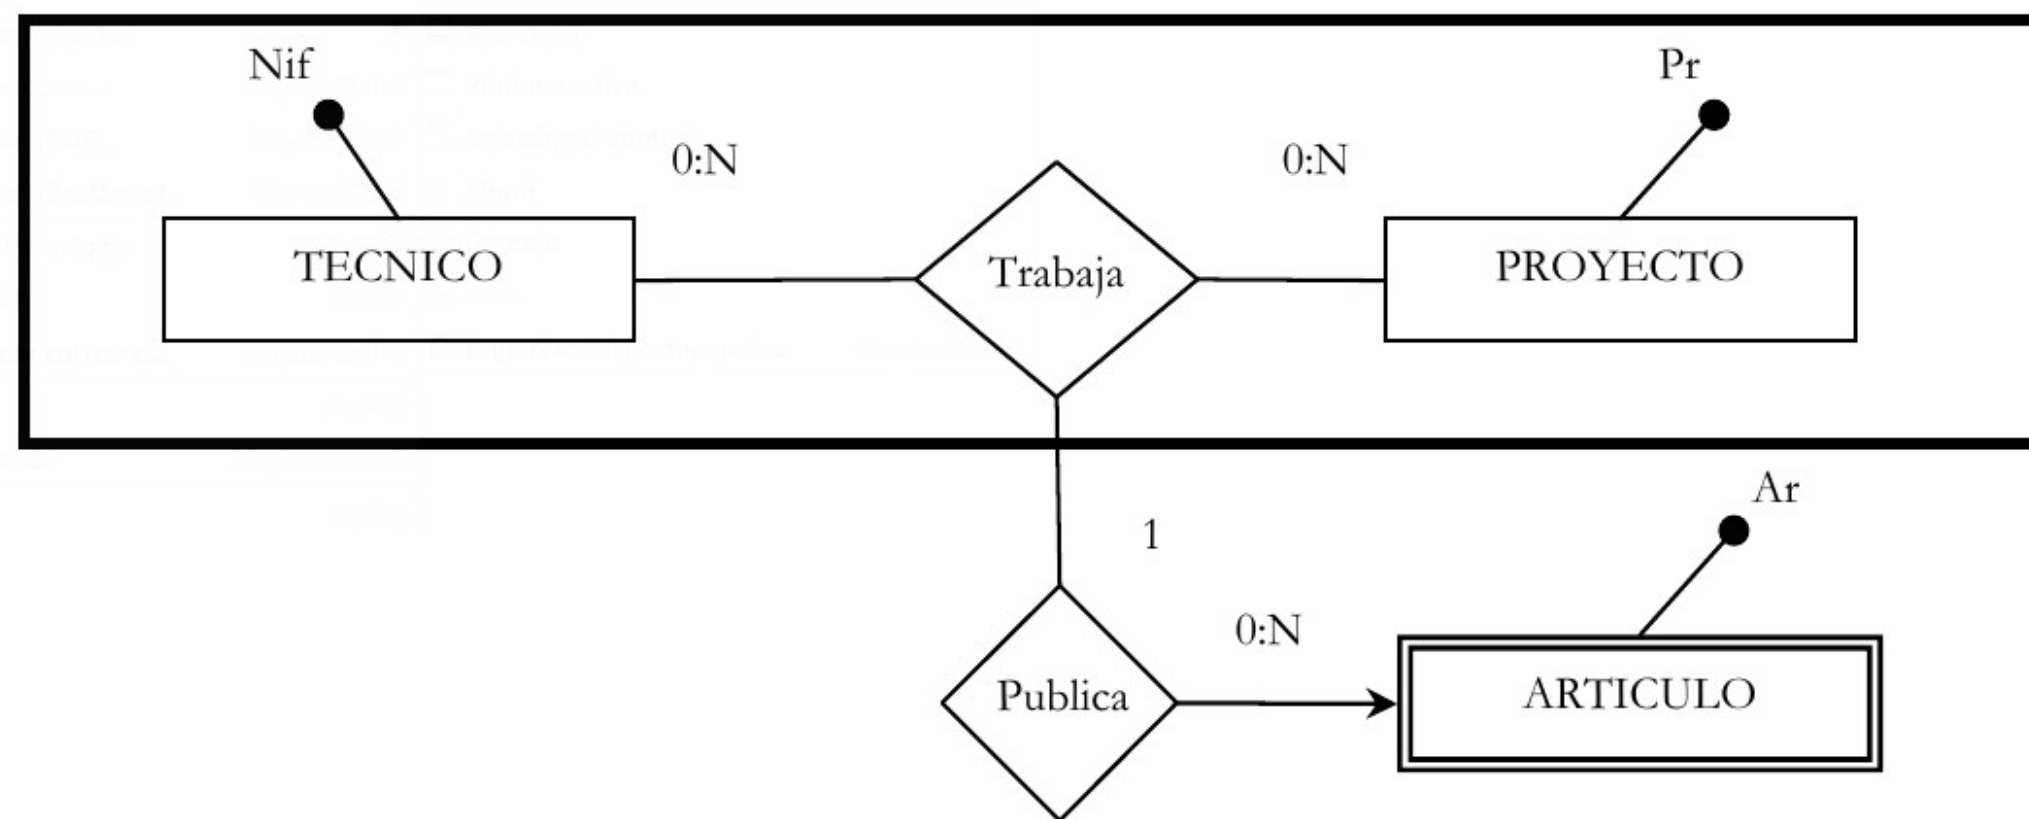 Nif
Pr
0:N
0:N
TECNICO
Trabaja
PROYECTO
Ar
1
0:N
Publica
ARTICULO